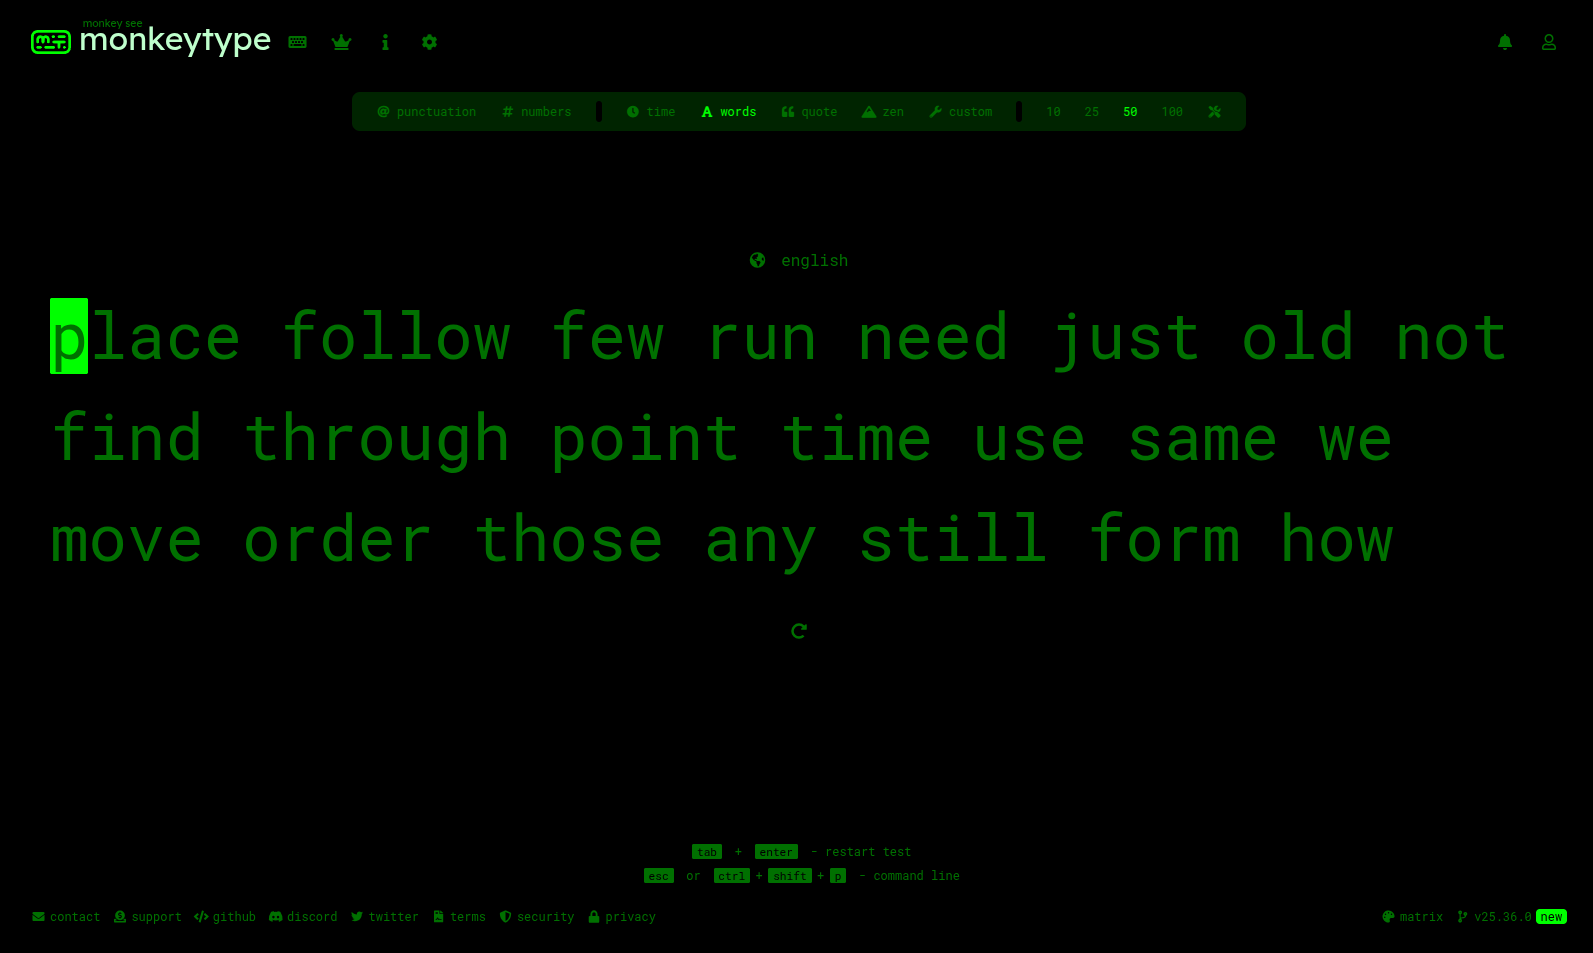 monkey see
monkeytype
@ punctuation # numbers time A words quote zen custom 10 25 50 100
english
place follow few run need just old not
find through point time use same we
move order those any still form how
tab + enter - restart test
esc or ctrl + shift + p - command line
contact support github discord twitter terms security privacy matrix v25.36.0 new